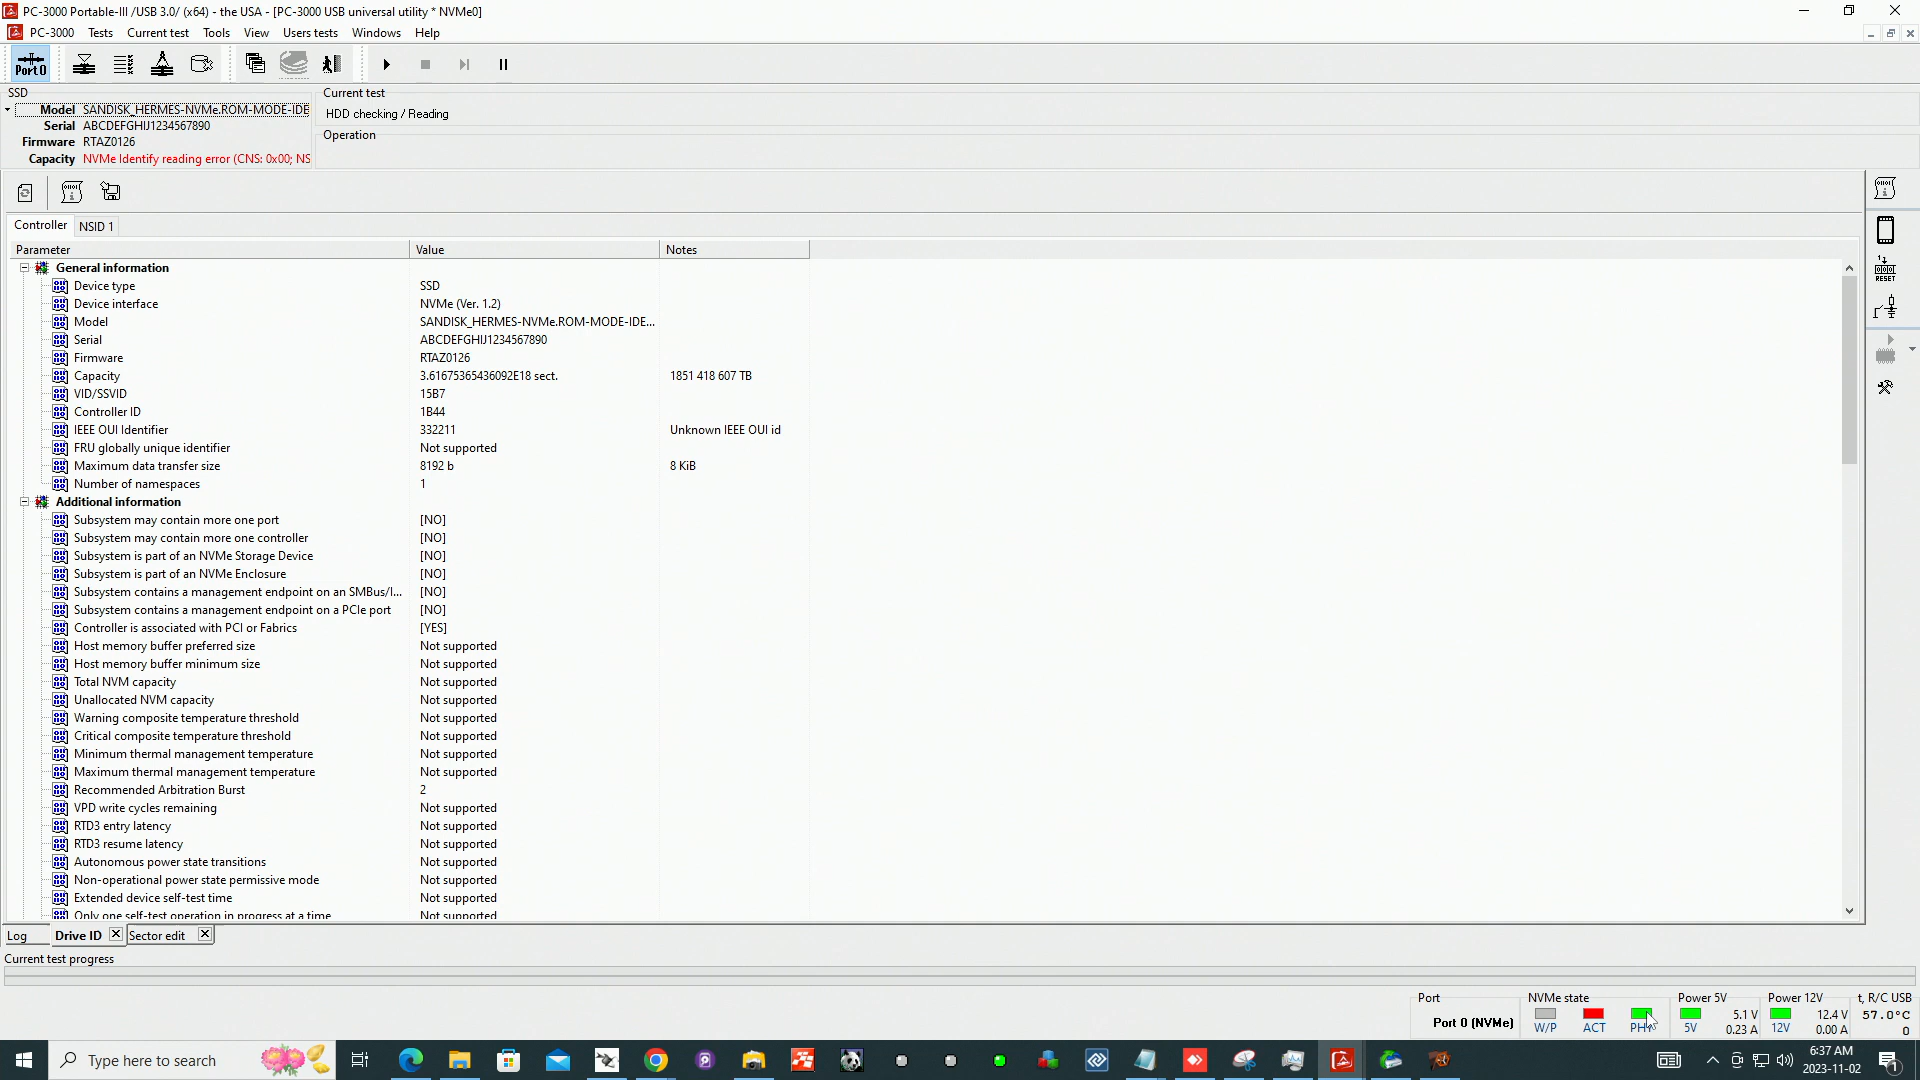 PC-3000 Portable-III /USB 3.0/ (x64) - the USA - [PC-3000 USB universal utility * NVMe0]
PC-3000 Tests Current test Tools View Users tests Windows Help
Port0
SSD
Model SANDISK_HERMES-NVMe.ROM-MODE-IDE
Serial ABCDEFGHIJ1234567890
Firmware RTAZ0126
Capacity NVMe Identify reading error (CNS: 0x00; NS
Current test
HDD checking / Reading
Operation
Controller NSID 1
Parameter Value Notes
General information
Device type SSD
Device interface NVMe (Ver. 1.2)
Model SANDISK_HERMES-NVMe.ROM-MODE-IDE...
Serial ABCDEFGHIJ1234567890
Firmware RTAZ0126
Capacity 3.61675365436092E18 sect. 1851 418 607 TB
VID/SSVID 15B7
Controller ID 1B44
IEEE OUI Identifier 332211 Unknown IEEE OUI id
FRU globally unique identifier Not supported
Maximum data transfer size 8192 b 8 KiB
Number of namespaces 1
Additional information
Subsystem may contain more one port [NO]
Subsystem may contain more one controller [NO]
Subsystem is part of an NVMe Storage Device [NO]
Subsystem is part of an NVMe Enclosure [NO]
Subsystem contains a management endpoint on an SMBus/I... [NO]
Subsystem contains a management endpoint on a PCIe port [NO]
Controller is associated with PCI or Fabrics [YES]
Host memory buffer preferred size Not supported
Host memory buffer minimum size Not supported
Total NVM capacity Not supported
Unallocated NVM capacity Not supported
Warning composite temperature threshold Not supported
Critical composite temperature threshold Not supported
Minimum thermal management temperature Not supported
Maximum thermal management temperature Not supported
Recommended Arbitration Burst 2
VPD write cycles remaining Not supported
RTD3 entry latency Not supported
RTD3 resume latency Not supported
Autonomous power state transitions Not supported
Non-operational power state permissive mode Not supported
Extended device self-test time Not supported
Only one self-test operation in progress at a time Not supported
RESET
Log Drive ID Sector edit
Current test progress
Port NVMe state Power 5V Power 12V t, R/C USB
Port 0 (NVMe) W/P ACT PHY 5V 5.1 V 0.23 A 12V 12.4 V 0.00 A 57.0°C 0
Type here to search
6:37 AM
2023-11-02
1